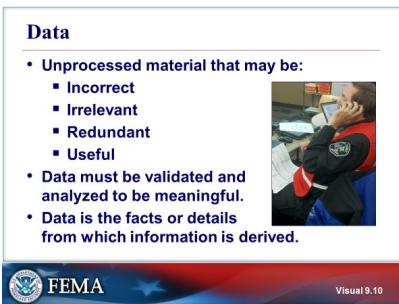 Data
• Unprocessed material that may be:
▪ Incorrect
▪ Irrelevant
▪ Redundant
▪ Useful
• Data must be validated and
analyzed to be meaningful.
• Data is the facts or details
from which information is derived.
FEMA
Visual 9.10